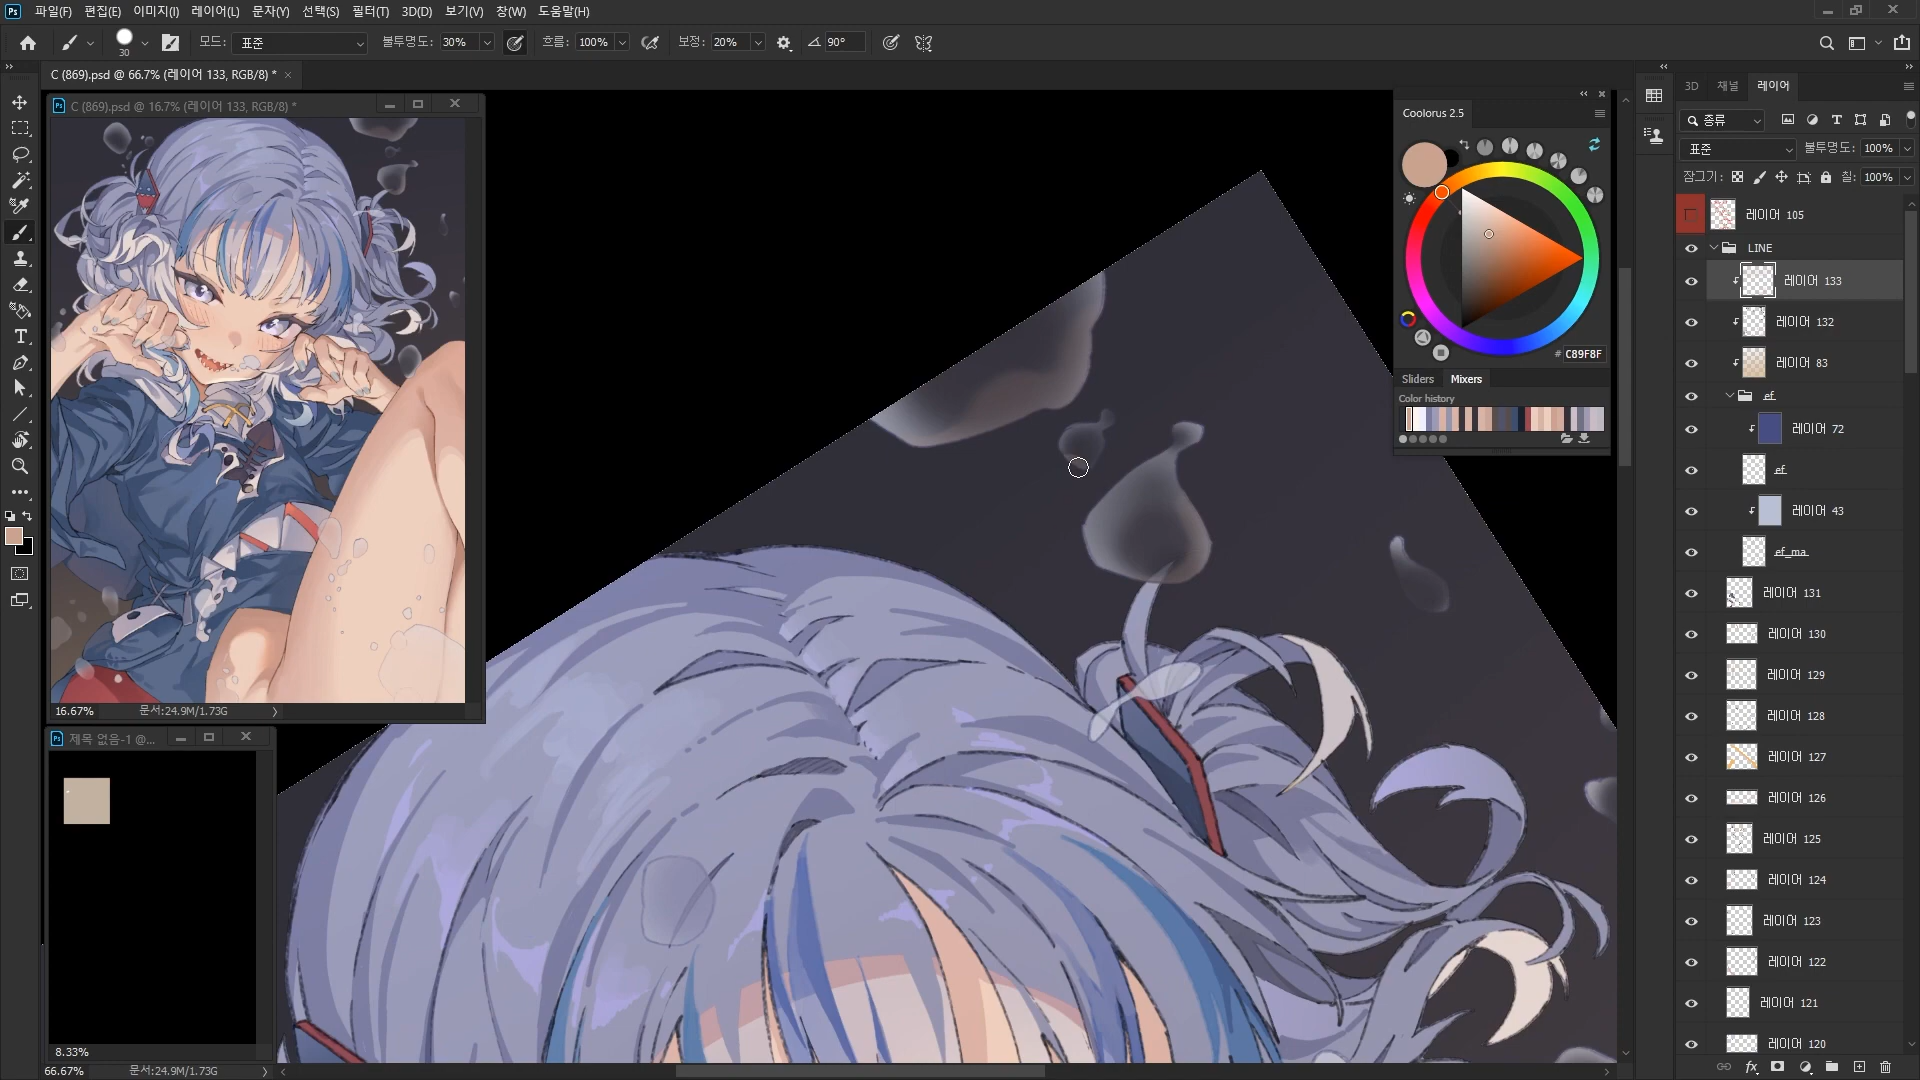 Ps 파일(F) 편집(E) 이미지(I) 레이어(L) 문자(Y) 선택(S) 필터(T) 3D(D) 보기(V) 창(W) 도움말(H)
30 모드: 표준 불투명도: 30% 흐름: 100% 보정: 20% 90°
C (869).psd @ 66.7% (레이어 133, RGB/8) *
Ps C (869).psd @ 16.7% (레이어 133, RGB/8) *
16.67% 문서:24.9M/1.73G
Ps 제목 없음-1 @...
8.33%
66.67% 문서:24.9M/1.73G
Coolorus 2.5
# C89F8F
Sliders Mixers
Color history
3D 채널 레이어
종류
표준 불투명도: 100%
잠그기: 칠: 100%
레이어 105
LINE
레이어 133
레이어 132
레이어 83
ef
레이어 72
ef
레이어 43
ef_ma
레이어 131
레이어 130
레이어 129
레이어 128
레이어 127
레이어 126
레이어 125
레이어 124
레이어 123
레이어 122
레이어 121
레이어 120
fx